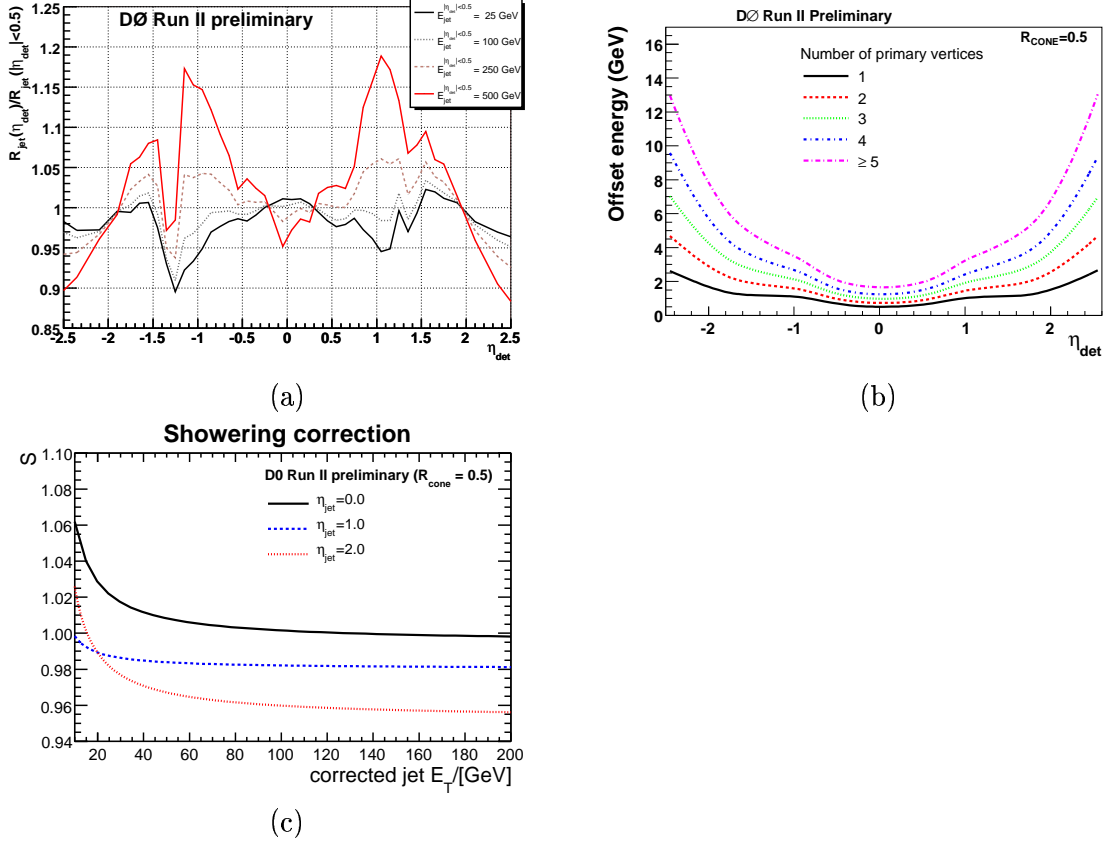 DØ Run II preliminary
E_jet^|η_det|<0.5 = 25 GeV
E_jet^|η_det|<0.5 = 100 GeV
E_jet^|η_det|<0.5 = 250 GeV
E_jet^|η_det|<0.5 = 500 GeV
R_jet(η_det)/R_jet(|η_det|<0.5)
1.25
1.2
1.15
1.1
1.05
1
0.95
0.9
0.85
-2.5 -2 -1.5 -1 -0.5 0 0.5 1 1.5 2 2.5
η_det
(a)
DØ Run II Preliminary
R_CONE=0.5
Number of primary vertices
1
2
3
4
≥ 5
Offset energy (GeV)
16
14
12
10
8
6
4
2
0
-2 -1 0 1 2
η_det
(b)
Showering correction
D0 Run II preliminary (R_cone = 0.5)
η_jet=0.0
η_jet=1.0
η_jet=2.0
S
1.10
1.08
1.06
1.04
1.02
1.00
0.98
0.96
0.94
20 40 60 80 100 120 140 160 180 200
corrected jet E_T/[GeV]
(c)